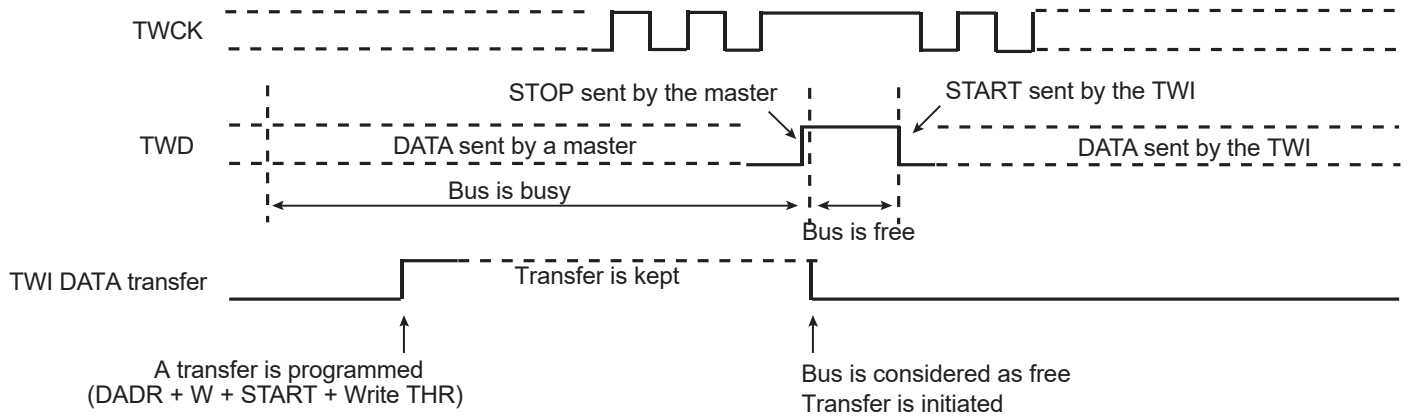 TWCK
STOP sent by the master
START sent by the TWI
TWD
DATA sent by a master
DATA sent by the TWI
Bus is busy
Bus is free
TWI DATA transfer
Transfer is kept
A transfer is programmed
(DADR + W + START + Write THR)
Bus is considered as free
Transfer is initiated